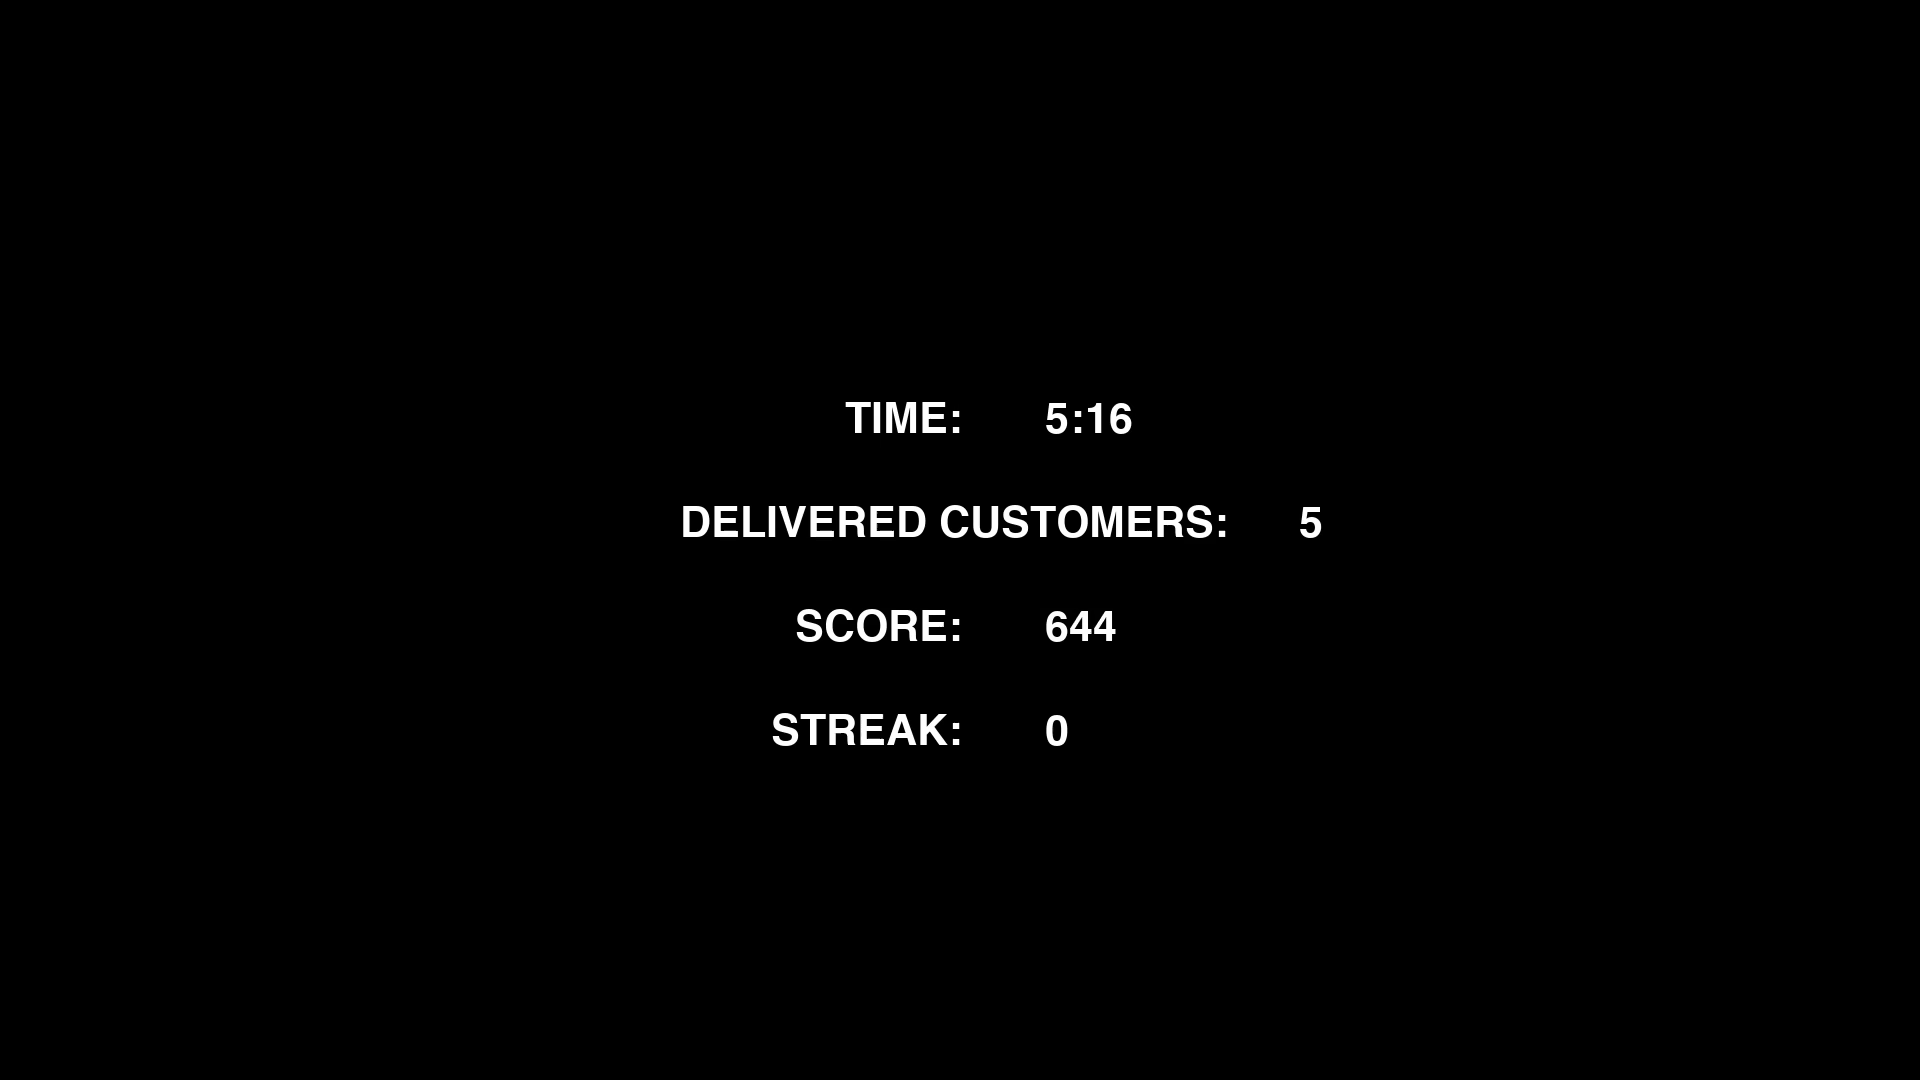 TIME: 5:16
DELIVERED CUSTOMERS: 5
SCORE: 644
STREAK: 0